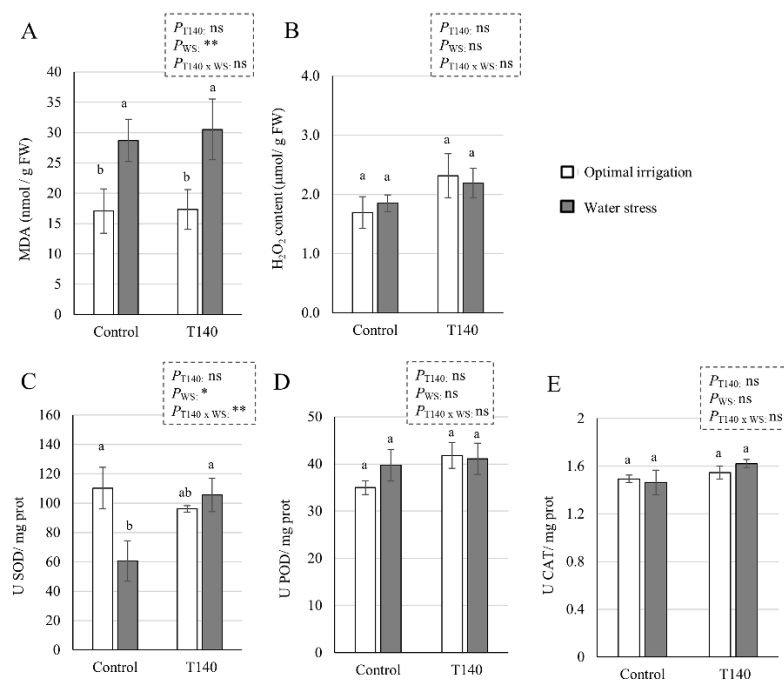 A
P_T140: ns
P_WS: **
P_T140 x WS: ns
MDA (nmol / g FW)
40
35
30
25
20
15
10
5
0
b
a
b
a
Control
T140
B
P_T140: ns
P_WS: ns
P_T140 x WS: ns
H₂O₂ content (μmol/ g FW)
4.0
3.0
2.0
1.0
0.0
a
a
a
a
Control
T140
Optimal irrigation
Water stress
C
P_T140: ns
P_WS: *
P_T140 x WS: **
U SOD/ mg prot
160
140
120
100
80
60
40
20
0
a
b
ab
a
Control
T140
D
P_T140: ns
P_WS: ns
P_T140 x WS: ns
U POD/ mg prot
50
40
30
20
10
0
a
a
a
a
Control
T140
E
P_T140: ns
P_WS: ns
P_T140 x WS: ns
U CAT/ mg prot
2
1.6
1.2
0.8
0.4
0
a
a
a
a
Control
T140